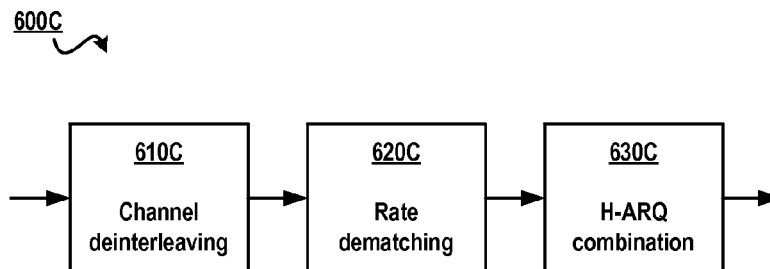 600C
610C
Channel
deinterleaving
620C
Rate
dematching
630C
H-ARQ
combination